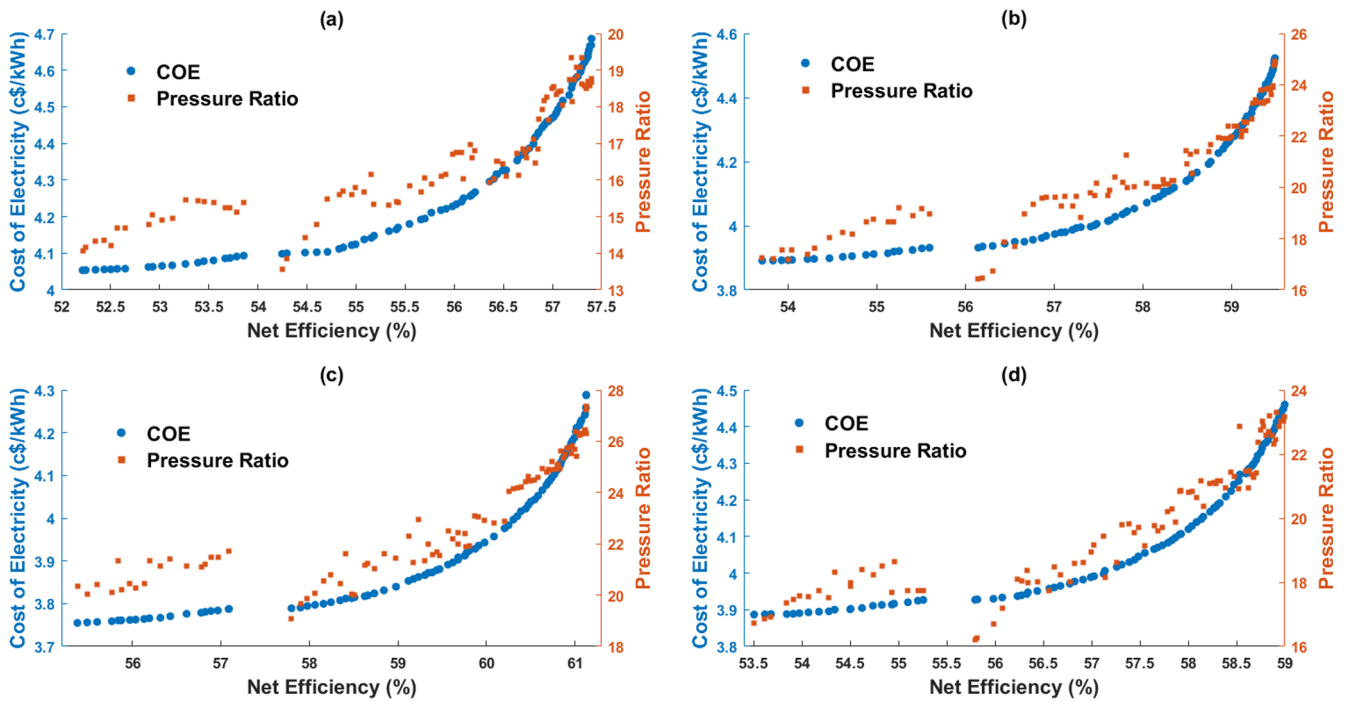 (a)
Cost of Electricity (c$/kWh)
4.7
4.6
4.5
4.4
4.3
4.2
4.1
4
COE
Pressure Ratio
20
19
18
17
16
15
14
13
Pressure Ratio
52 52.5 53 53.5 54 54.5 55 55.5 56 56.5 57 57.5
Net Efficiency (%)
(b)
Cost of Electricity (c$/kWh)
4.6
4.4
4.2
4
3.8
COE
Pressure Ratio
26
24
22
20
18
16
Pressure Ratio
54 55 56 57 58 59
Net Efficiency (%)
(c)
Cost of Electricity (c$/kWh)
4.3
4.2
4.1
4
3.9
3.8
3.7
COE
Pressure Ratio
28
26
24
22
20
18
Pressure Ratio
56 57 58 59 60 61
Net Efficiency (%)
(d)
Cost of Electricity (c$/kWh)
4.5
4.4
4.3
4.2
4.1
4
3.9
3.8
COE
Pressure Ratio
24
22
20
18
16
Pressure Ratio
53.5 54 54.5 55 55.5 56 56.5 57 57.5 58 58.5 59
Net Efficiency (%)